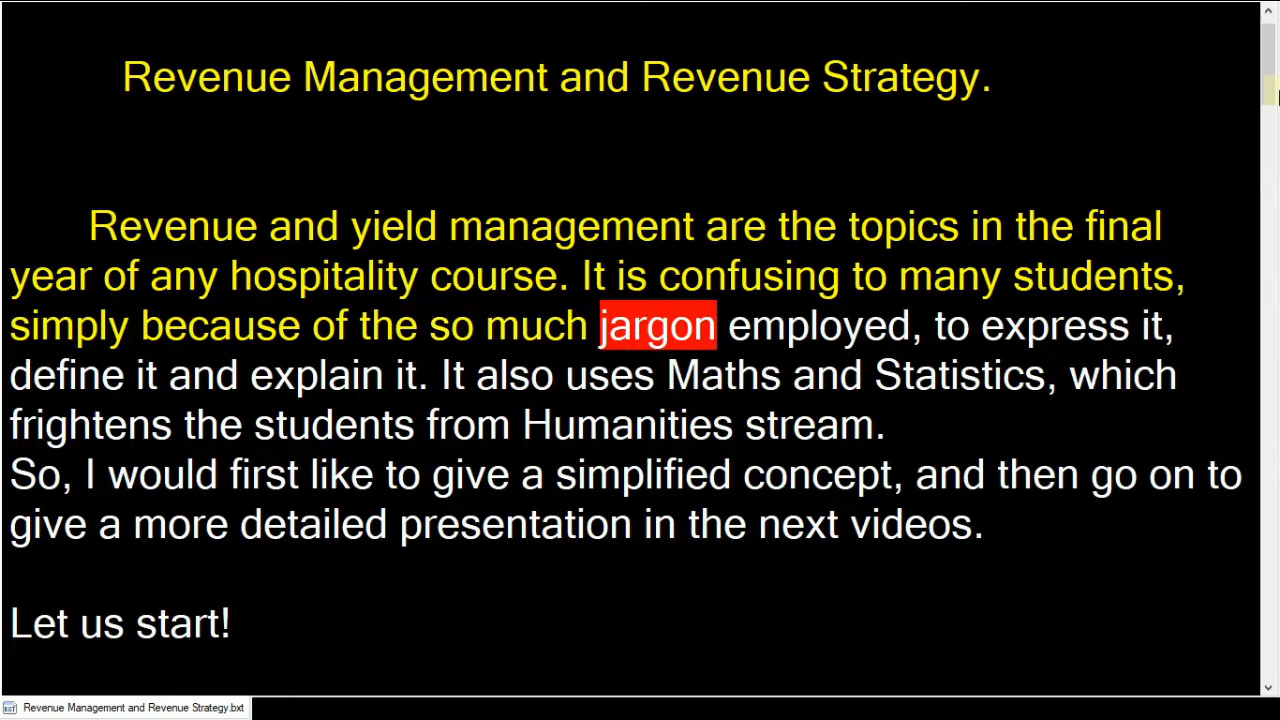 Revenue Management and Revenue Strategy.
Revenue and yield management are the topics in the final
year of any hospitality course. It is confusing to many students,
simply because of the so much jargon employed, to express it,
define it and explain it. It also uses Maths and Statistics, which
frightens the students from Humanities stream.
So, I would first like to give a simplified concept, and then go on to
give a more detailed presentation in the next videos.
Let us start!
Revenue Management and Revenue Strategy.bxt